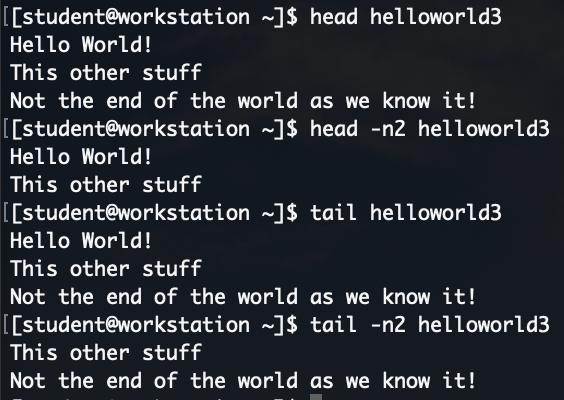 [[student@workstation ~]$ head helloworld3
Hello World!
This other stuff
Not the end of the world as we know it!
[[student@workstation ~]$ head -n2 helloworld3
Hello World!
This other stuff
[[student@workstation ~]$ tail helloworld3
Hello World!
This other stuff
Not the end of the world as we know it!
[[student@workstation ~]$ tail -n2 helloworld3
This other stuff
Not the end of the world as we know it!